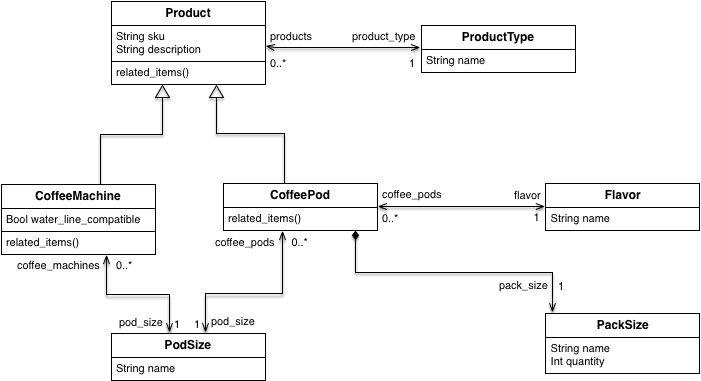 Product
String sku
String description
related_items()
products
product_type
0..*
1
ProductType
String name
CoffeeMachine
Bool water_line_compatible
related_items()
CoffeePod
related_items()
coffee_pods
flavor
0..*
1
Flavor
String name
coffee_machines
0..*
coffee_pods
0..*
pack_size
1
pod_size
1
1
pod_size
PodSize
String name
PackSize
String name
Int quantity